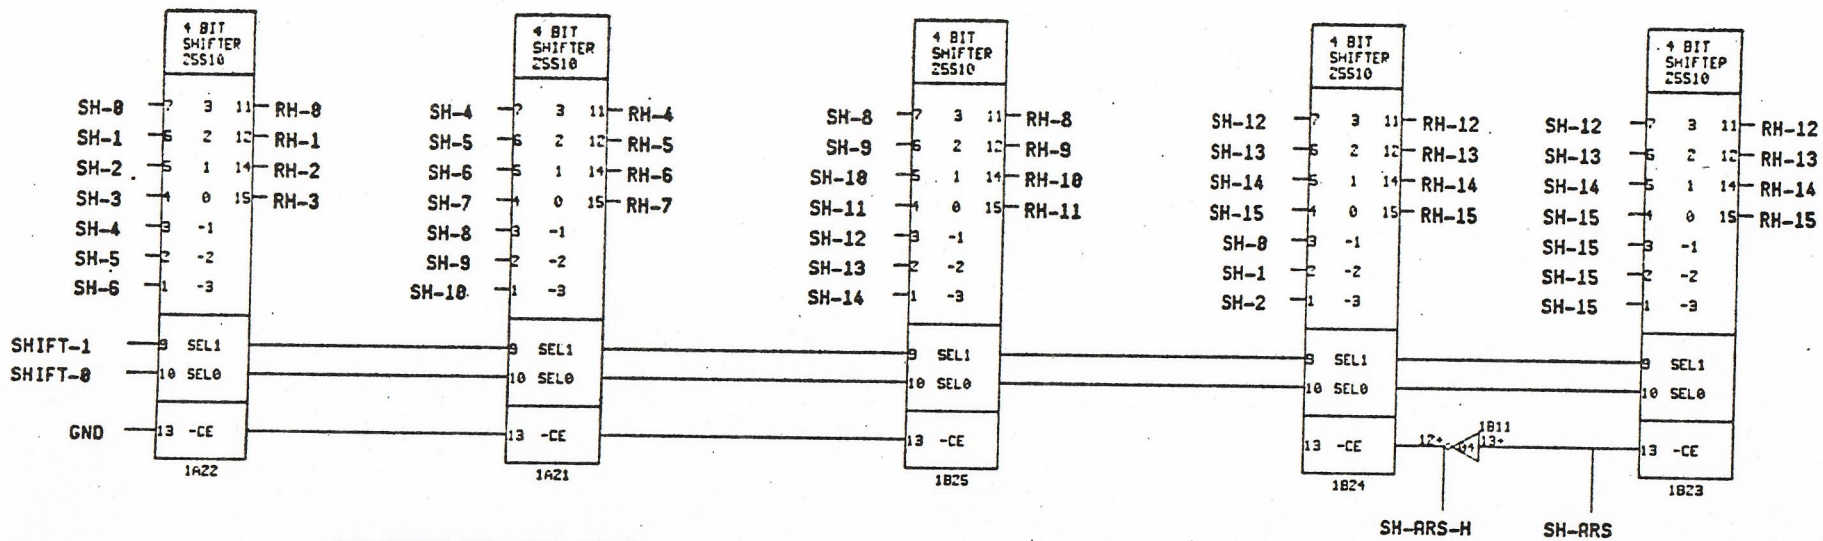 4 BIT
SHIFTER
25S10
SH-0 7 3 11 RH-0
SH-1 6 2 12 RH-1
SH-2 5 1 14 RH-2
SH-3 4 0 15 RH-3
SH-4 3 -1
SH-5 2 -2
SH-6 1 -3
SHIFT-1 9 SEL1
SHIFT-0 10 SEL0
GND 13 -CE
1A22
4 BIT
SHIFTER
25S10
SH-4 7 3 11 RH-4
SH-5 6 2 12 RH-5
SH-6 5 1 14 RH-6
SH-7 4 0 15 RH-7
SH-8 3 -1
SH-9 2 -2
SH-10 1 -3
9 SEL1
10 SEL0
13 -CE
1A21
4 BIT
SHIFTER
25S10
SH-8 7 3 11 RH-8
SH-9 6 2 12 RH-9
SH-10 5 1 14 RH-10
SH-11 4 0 15 RH-11
SH-12 3 -1
SH-13 2 -2
SH-14 1 -3
9 SEL1
10 SEL0
13 -CE
1B25
4 BIT
SHIFTER
25S10
SH-12 7 3 11 RH-12
SH-13 6 2 12 RH-13
SH-14 5 1 14 RH-14
SH-15 4 0 15 RH-15
SH-0 3 -1
SH-1 2 -2
SH-2 1 -3
9 SEL1
10 SEL0
13 -CE
1B24
1B11
12+ 13+
SH-ARS-H
SH-ARS
4 BIT
SHIFTER
25S10
SH-12 7 3 11 RH-12
SH-13 6 2 12 RH-13
SH-14 5 1 14 RH-14
SH-15 4 0 15 RH-15
SH-15 3 -1
SH-15 2 -2
SH-15 1 -3
9 SEL1
10 SEL0
13 -CE
1B23